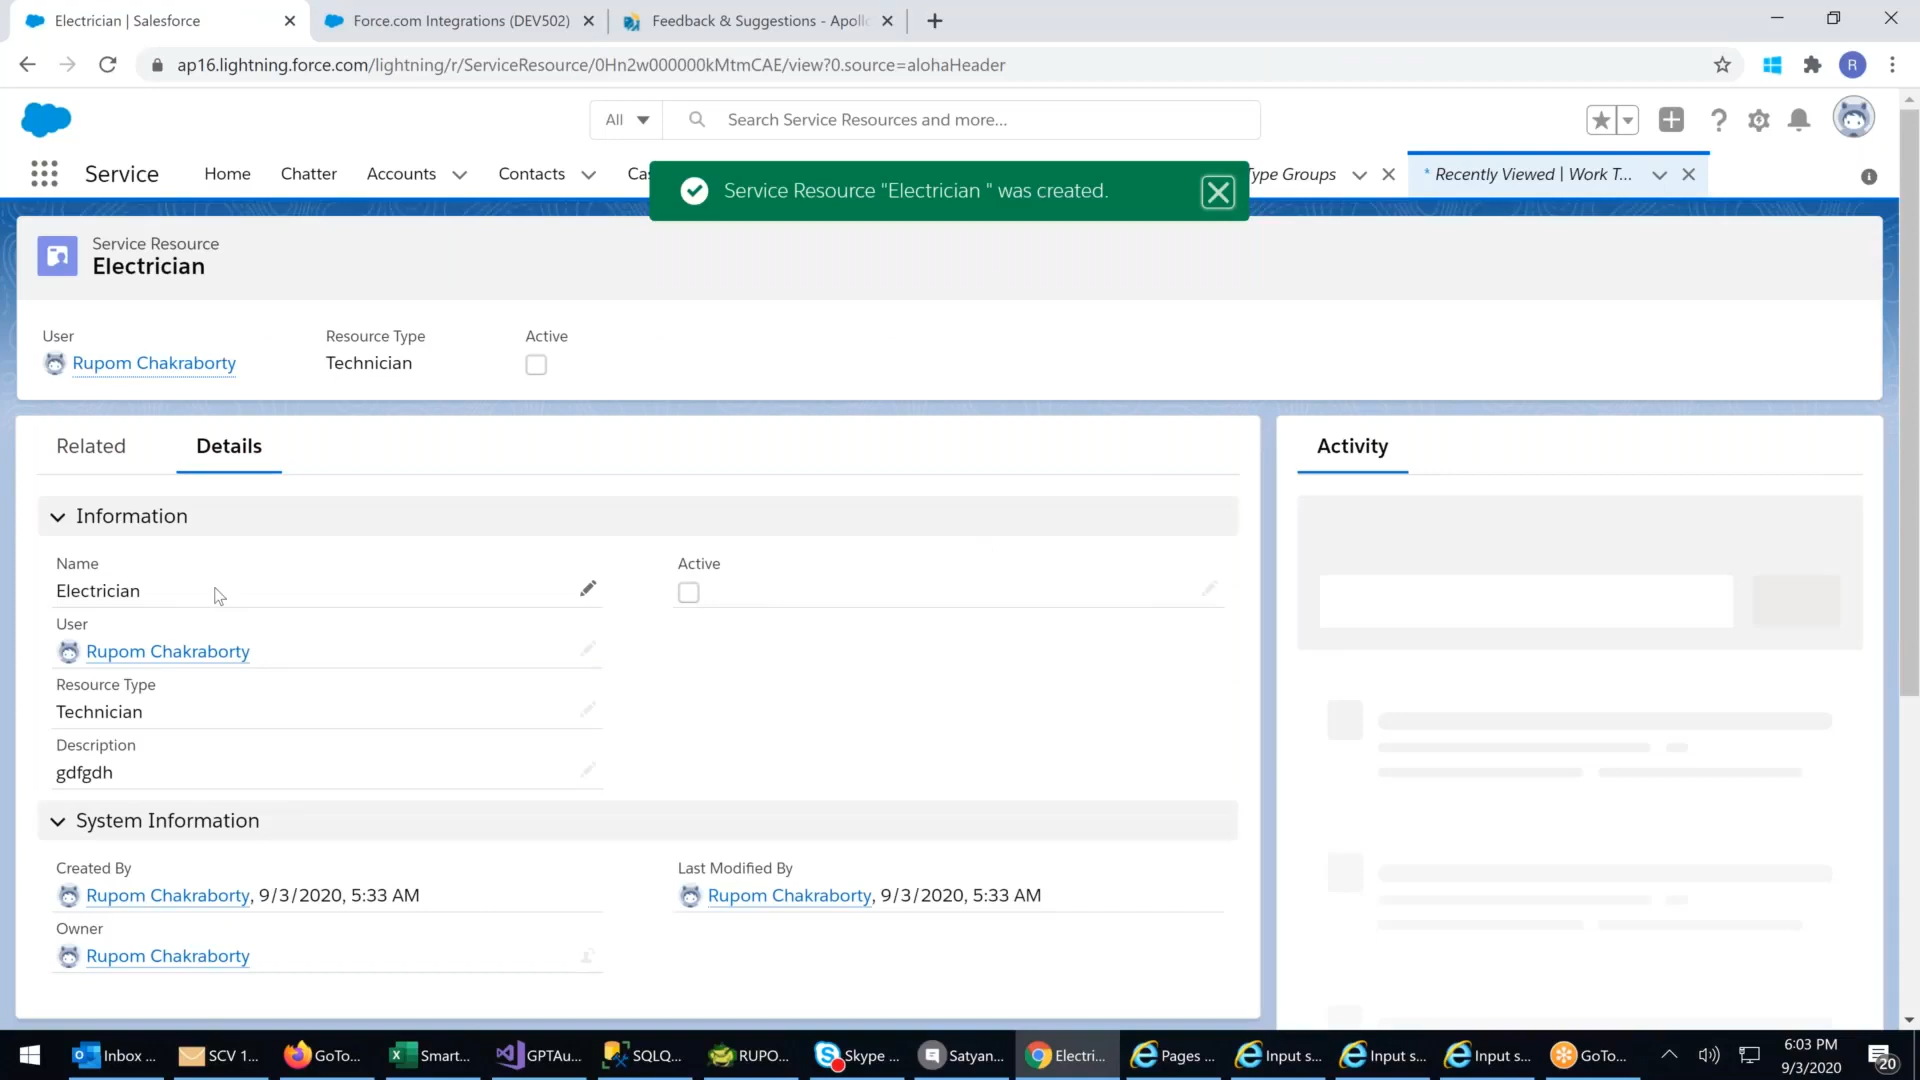 Electrician | Salesforce
Force.com Integrations (DEV502)
Feedback & Suggestions - Apoll
ap16.lightning.force.com/lightning/r/ServiceResource/0Hn2w000000kMtmCAE/view?0.source=alohaHeader
R
All
Search Service Resources and more...
Service
Home
Chatter
Accounts
Contacts
Cas
Service Resource "Electrician " was created.
Type Groups
* Recently Viewed | Work T...
Service Resource
Electrician
User
Rupom Chakraborty
Resource Type
Technician
Active
Related
Details
Activity
Information
Name
Electrician
Active
User
Rupom Chakraborty
Resource Type
Technician
Description
gdfgdh
System Information
Created By
Rupom Chakraborty, 9/3/2020, 5:33 AM
Last Modified By
Rupom Chakraborty, 9/3/2020, 5:33 AM
Owner
Rupom Chakraborty
Inbox ...
SCV 1...
GoTo...
Smart...
GPTAu...
SQLQ...
RUPO...
Skype ...
Satyan...
Electri...
Pages ...
Input s...
Input s...
Input s...
GoTo...
6:03 PM
9/3/2020
20